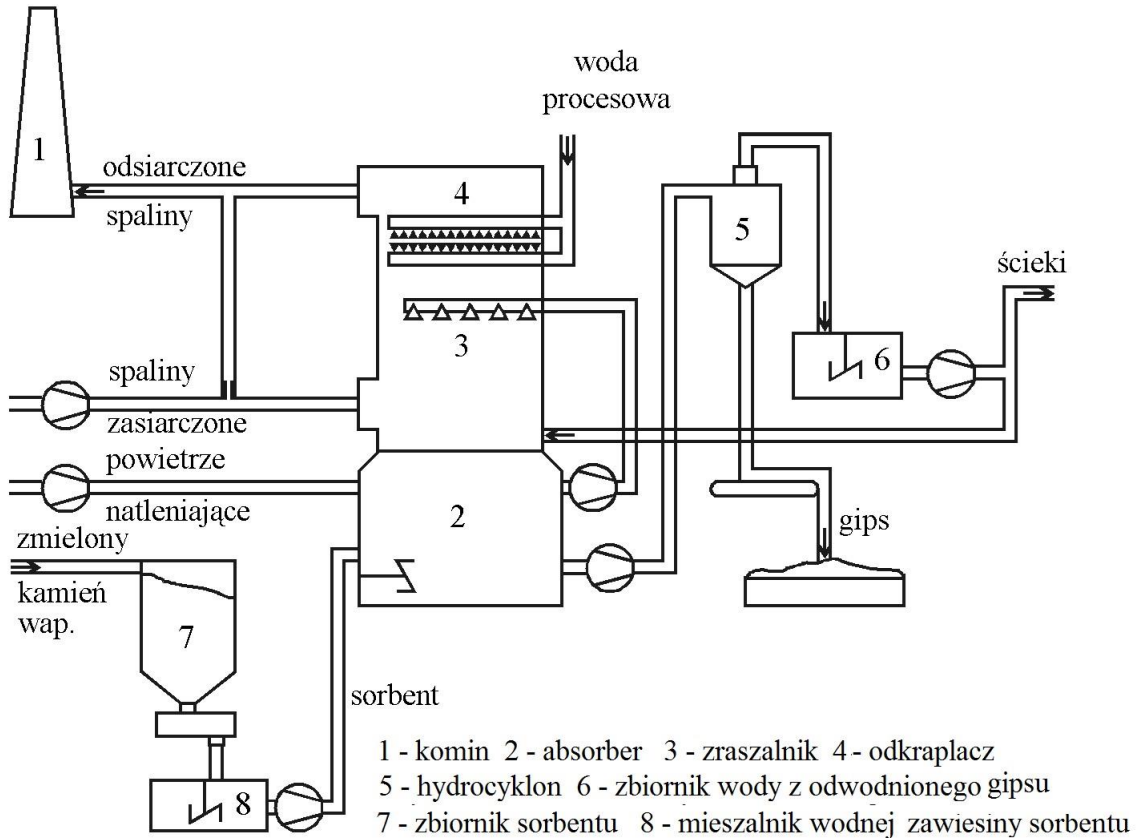 woda
procesowa
1
odsiarczone
spaliny
4
5
ścieki
3
6
spaliny
zasiarczone
powietrze
natleniające
2
gips
zmielony
kamień
wap.
7
sorbent
8
1 - komin 2 - absorber 3 - zraszalnik 4 - odkraplacz
5 - hydrocyklon 6 - zbiornik wody z odwodnionego gipsu
7 - zbiornik sorbentu 8 - mieszalnik wodnej zawiesiny sorbentu